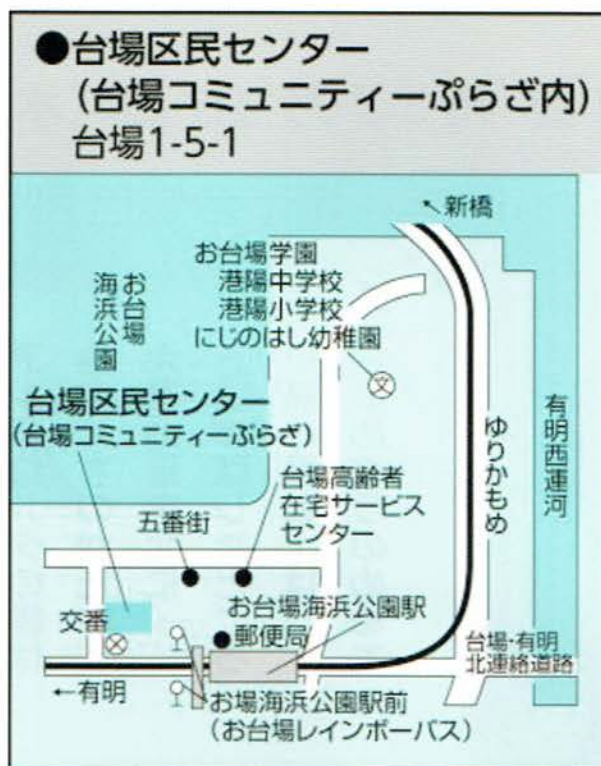 ●台場区民センター
(台場コミュニティーぷらざ内)
台場1-5-1
↖新橋
お台場学園
港陽中学校
港陽小学校
にじのはし幼稚園
文
お台場
海浜公園
台場区民センター
(台場コミュニティーぷらざ)
有明西運河
ゆりかもめ
台場高齢者
在宅サービス
センター
五番街
お台場海浜公園駅
郵便局
交番
台場・有明
北連絡道路
←有明
お場海浜公園駅前
(お台場レインボーバス)